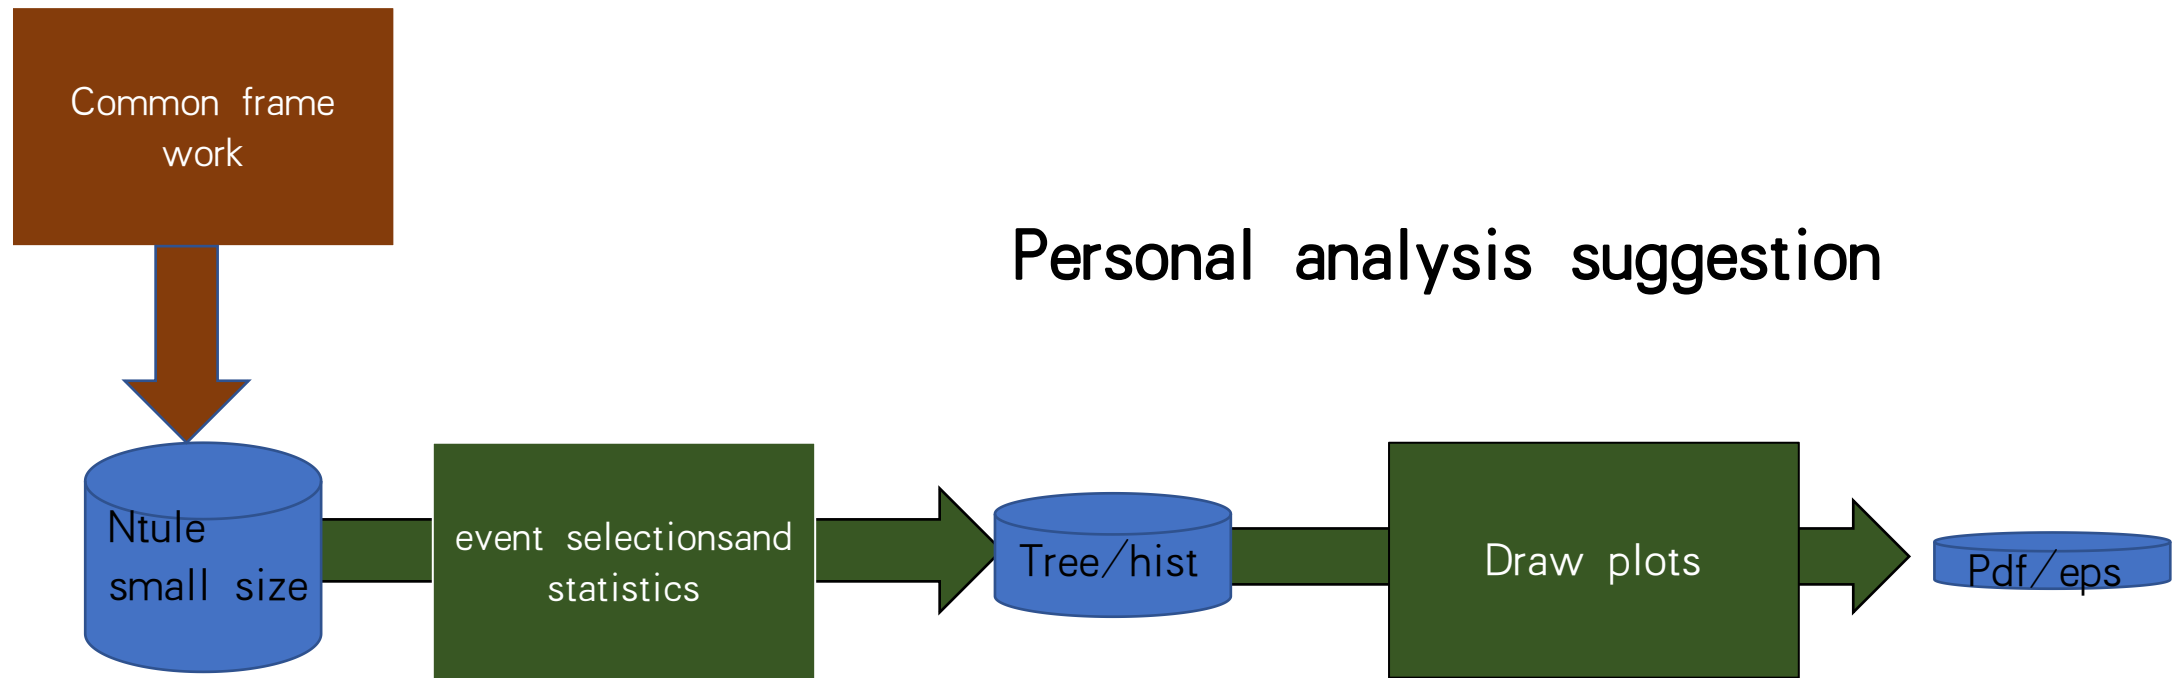 Common frame
work
Personal analysis suggestion
Ntule
small size
event selectionsand
statistics
Tree/hist
Draw plots
Pdf/eps